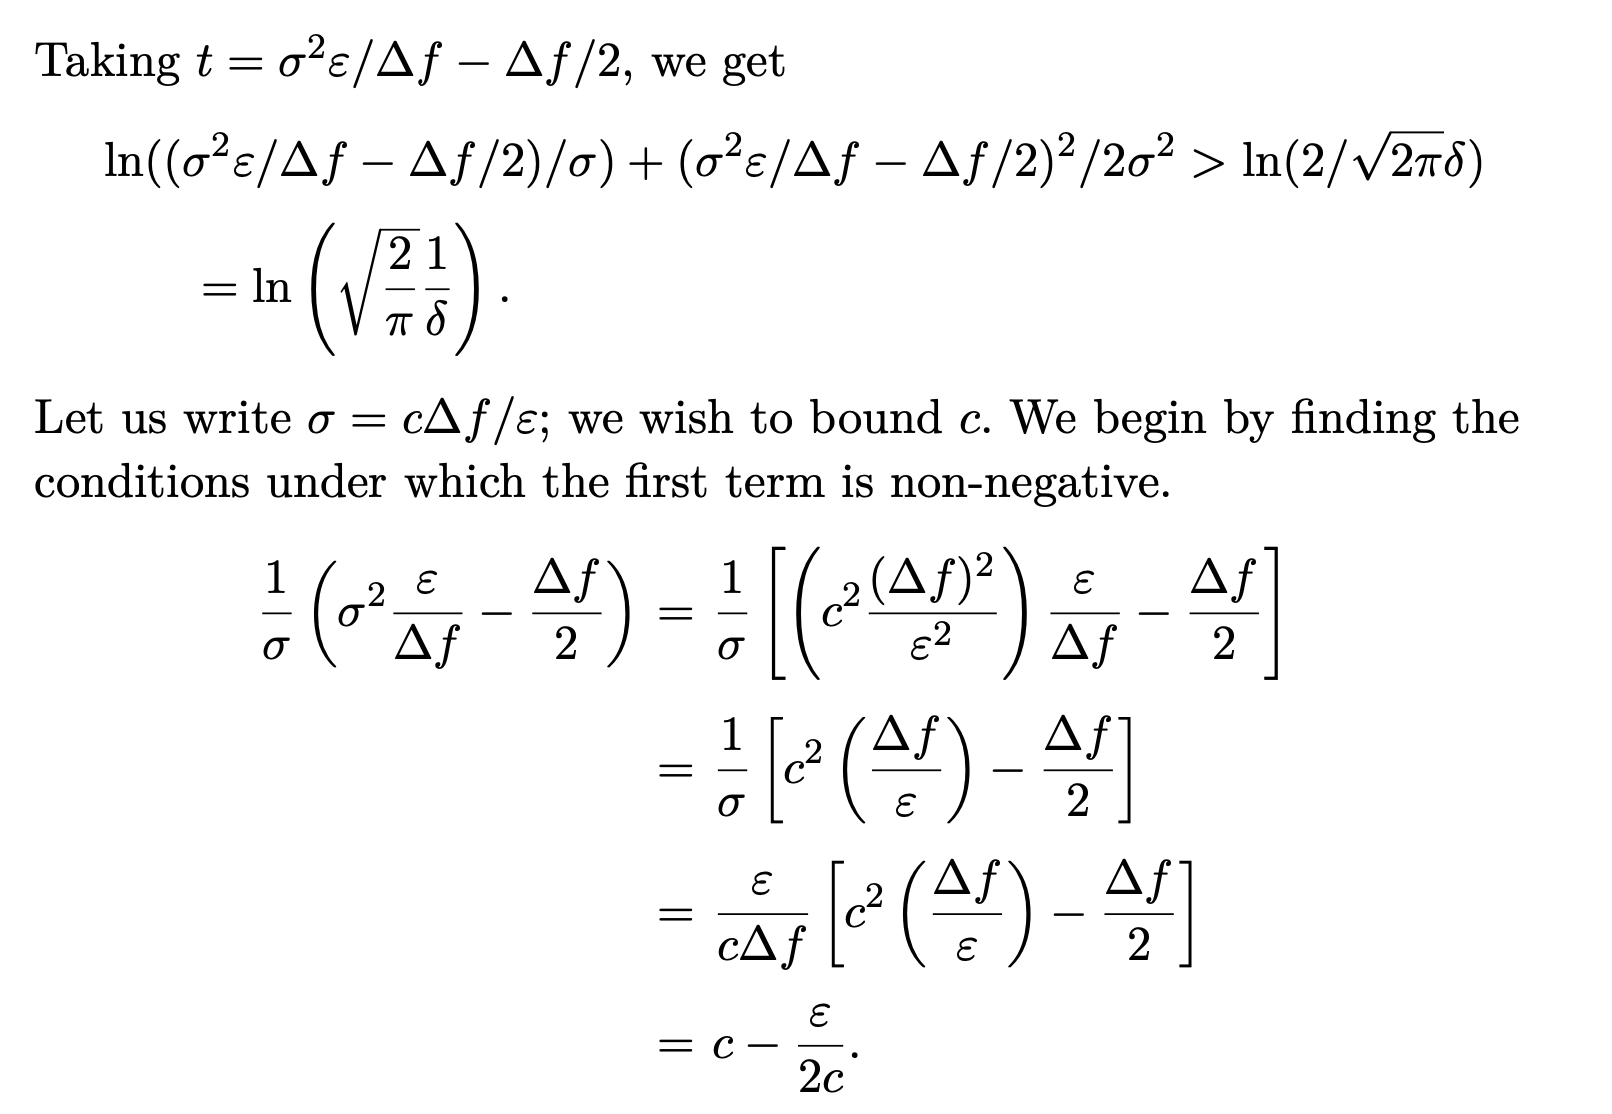 Taking t = σ²ε/Δf − Δf/2, we get
ln((σ²ε/Δf − Δf/2)/σ) + (σ²ε/Δf − Δf/2)²/2σ² > ln(2/√2πδ)
= ln(√(2/π) 1/δ).
Let us write σ = cΔf/ε; we wish to bound c. We begin by finding the
conditions under which the first term is non-negative.
1/σ (σ² ε/Δf − Δf/2) = 1/σ [(c² (Δf)²/ε²) ε/Δf − Δf/2]
= 1/σ [c² (Δf/ε) − Δf/2]
= ε/cΔf [c² (Δf/ε) − Δf/2]
= c − ε/2c.